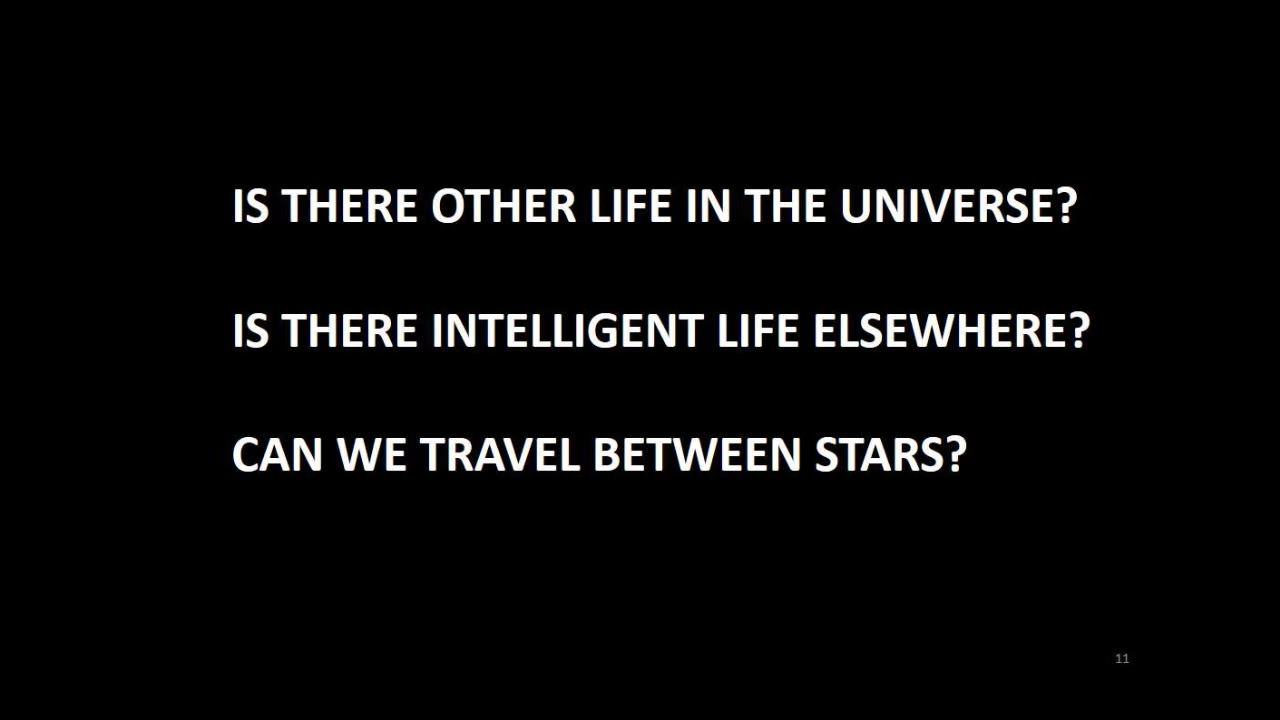 IS THERE OTHER LIFE IN THE UNIVERSE?
IS THERE INTELLIGENT LIFE ELSEWHERE?
CAN WE TRAVEL BETWEEN STARS?
11